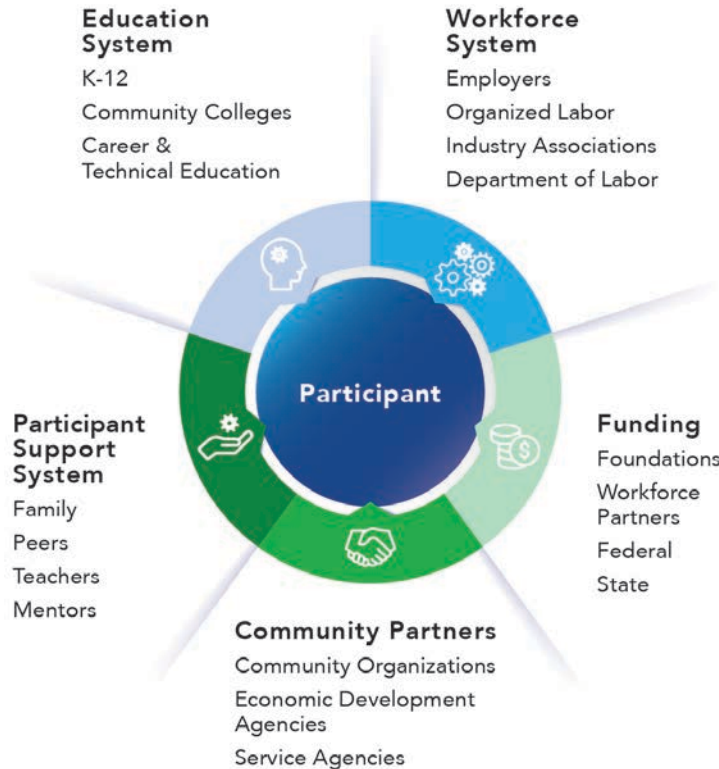 Education
System
K-12
Community Colleges
Career &
Technical Education
Workforce
System
Employers
Organized Labor
Industry Associations
Department of Labor
Participant
Participant
Support
System
Family
Peers
Teachers
Mentors
Funding
Foundations
Workforce
Partners
Federal
State
$
Community Partners
Community Organizations
Economic Development
Agencies
Service Agencies